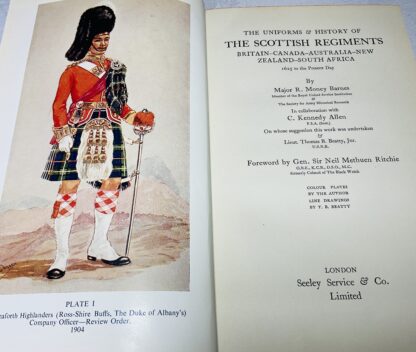 PLATE I
aforth Highlanders (Ross-Shire Buffs, The Duke of Albany's)
Company Officer—Review Order.
1904
THE UNIFORMS & HISTORY OF
THE SCOTTISH REGIMENTS
BRITAIN–CANADA–AUSTRALIA–NEW
ZEALAND–SOUTH AFRICA
1625 to the Present Day
By
Major R. Money Barnes
Member of the Royal United Service Institution
&
The Society for Army Historical Research
In collaboration with
C. Kennedy Allen
On whose suggestion this work was undertaken
&
Lieut. Thomas B. Beatty, Jnr.
Foreword by Gen. Sir Neil Methuen Ritchie
G.B.E., K.C.B., D.S.O., M.C.
formerly Colonel of The Black Watch
COLOUR PLATES
BY THE AUTHOR
LINE DRAWINGS
BY T. B. BEATTY
LONDON
Seeley Service & Co.
Limited